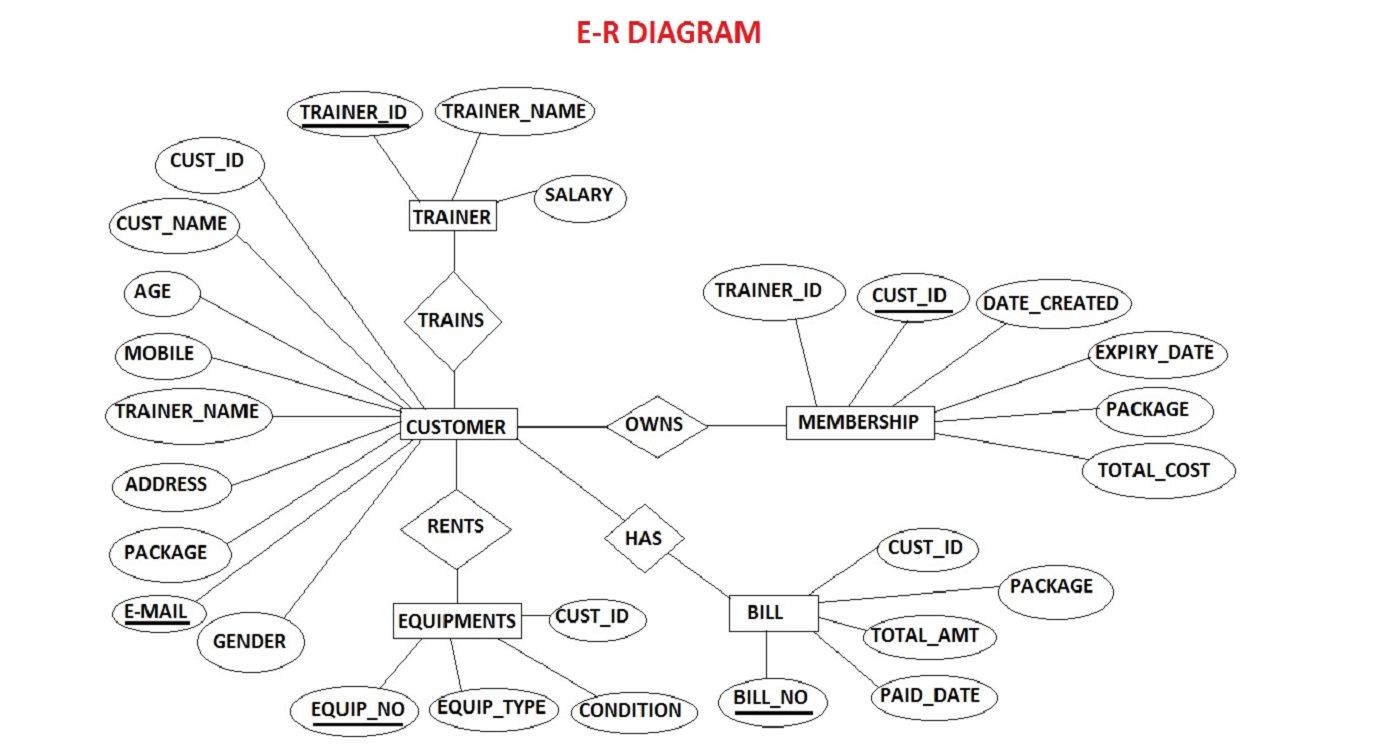 E-R DIAGRAM
TRAINER_ID
TRAINER_NAME
CUST_ID
SALARY
TRAINER
CUST_NAME
AGE
TRAINS
TRAINER_ID
CUST_ID
DATE_CREATED
MOBILE
EXPIRY_DATE
TRAINER_NAME
CUSTOMER
OWNS
MEMBERSHIP
PACKAGE
TOTAL_COST
ADDRESS
RENTS
HAS
PACKAGE
CUST_ID
PACKAGE
E-MAIL
GENDER
EQUIPMENTS
CUST_ID
BILL
TOTAL_AMT
EQUIP_NO
EQUIP_TYPE
CONDITION
BILL_NO
PAID_DATE